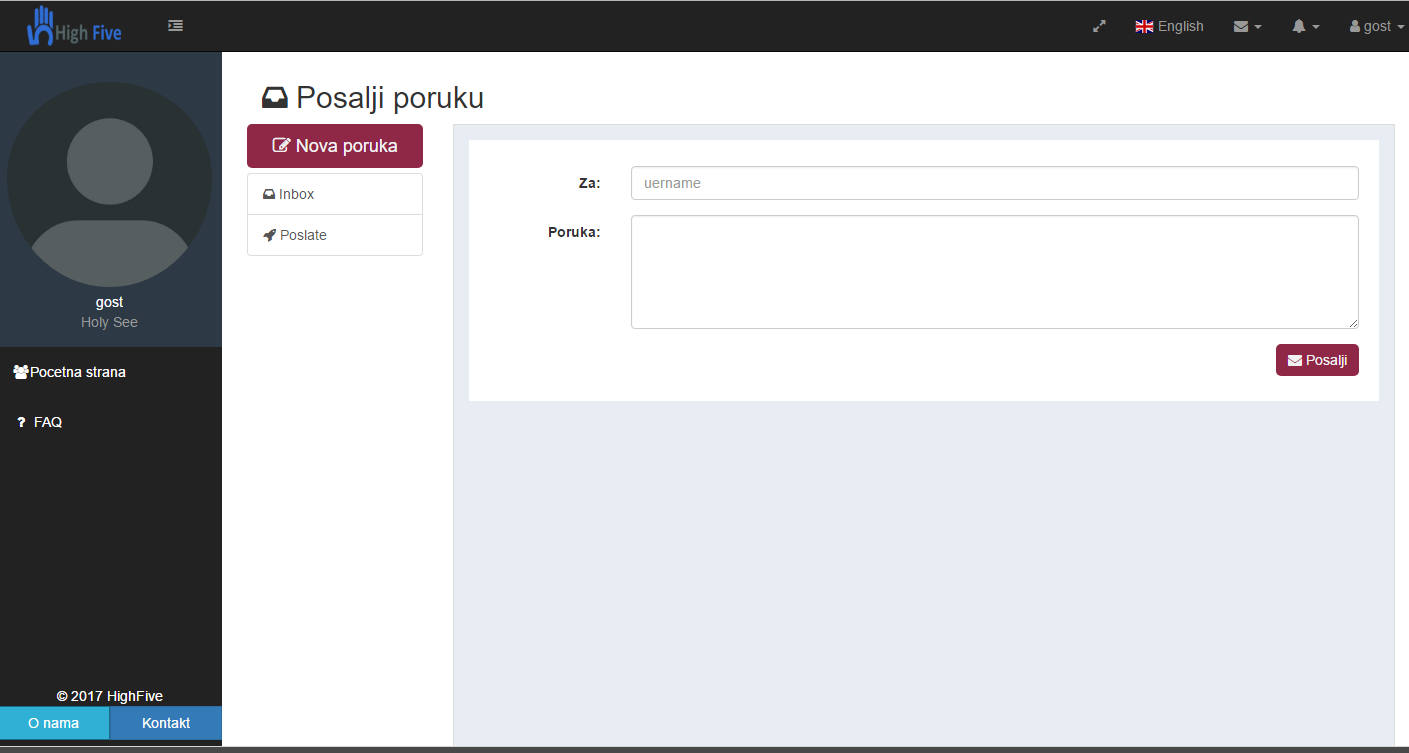 High Five
English
gost
gost
Holy See
Pocetna strana
? FAQ
© 2017 HighFive
O nama
Kontakt
Posalji poruku
Nova poruka
Inbox
Poslate
Za:
uername
Poruka:
Posalji